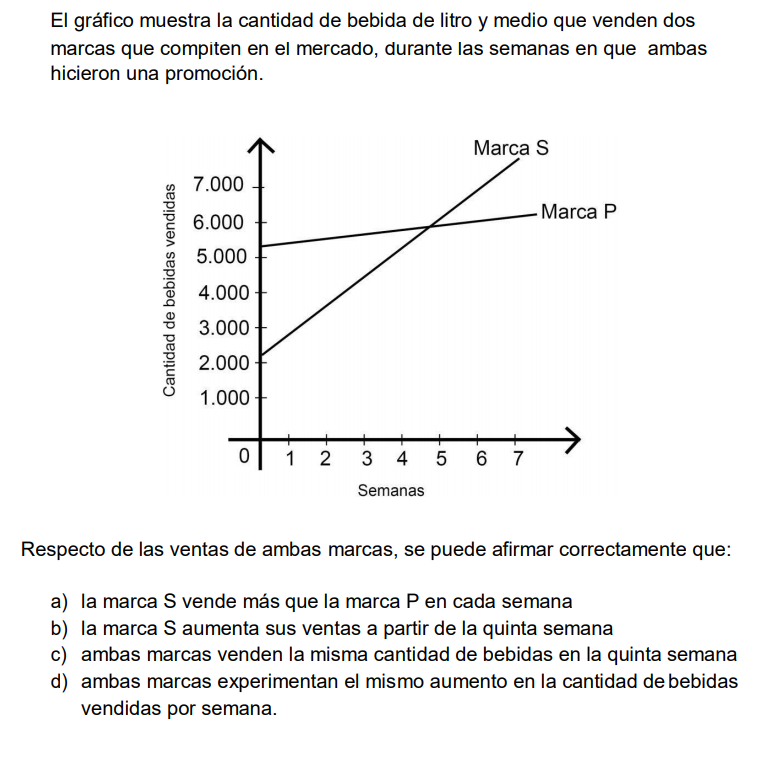 El gráfico muestra la cantidad de bebida de litro y medio que venden dos
marcas que compiten en el mercado, durante las semanas en que ambas
hicieron una promoción.
Marca S
7.000
Marca P
6.000
5.000
4.000
3.000
2.000
1.000
Cantidad de bebidas vendidas
0 1 2 3 4 5 6 7
Semanas
Respecto de las ventas de ambas marcas, se puede afirmar correctamente que:
a) la marca S vende más que la marca P en cada semana
b) la marca S aumenta sus ventas a partir de la quinta semana
c) ambas marcas venden la misma cantidad de bebidas en la quinta semana
d) ambas marcas experimentan el mismo aumento en la cantidad de bebidas
vendidas por semana.